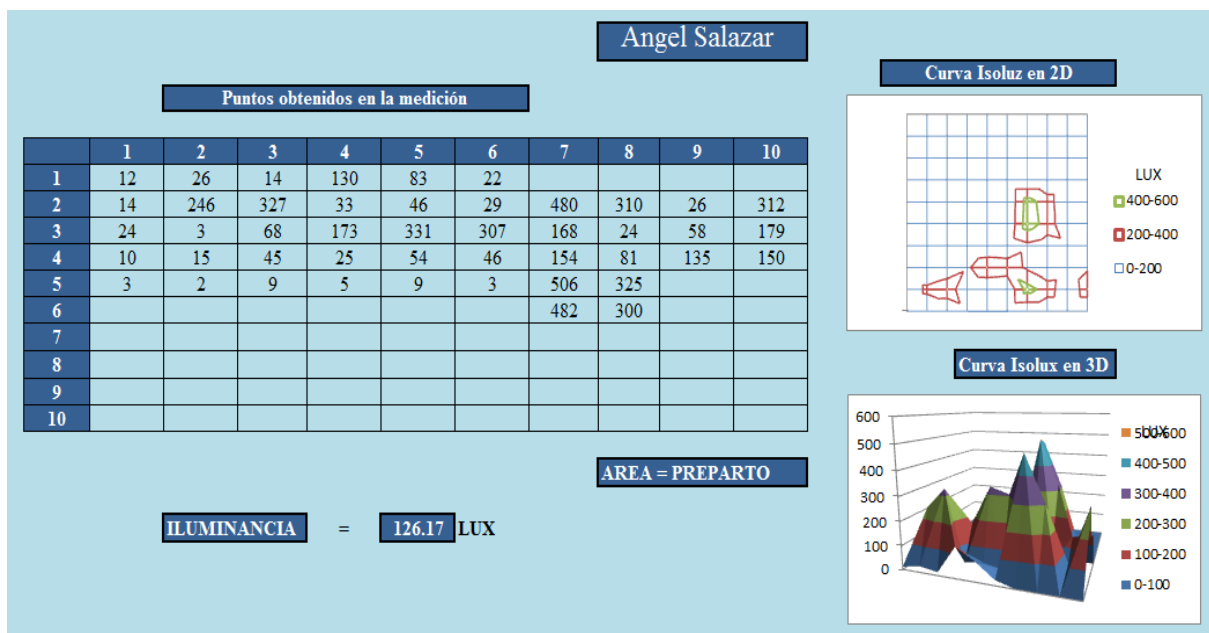 Angel Salazar
Curva Isoluz en 2D
Puntos obtenidos en la medición
1 2 3 4 5 6 7 8 9 10
1 12 26 14 130 83 22
2 14 246 327 33 46 29 480 310 26 312
3 24 3 68 173 331 307 168 24 58 179
4 10 15 45 25 54 46 154 81 135 150
5 3 2 9 5 9 3 506 325
6 482 300
7
8
9
10
LUX
400-600
200-400
0-200
Curva Isolux en 3D
AREA = PREPARTO
ILUMINANCIA = 126.17 LUX
600
500
400
300
200
100
0
LUX
500-600
400-500
300-400
200-300
100-200
0-100